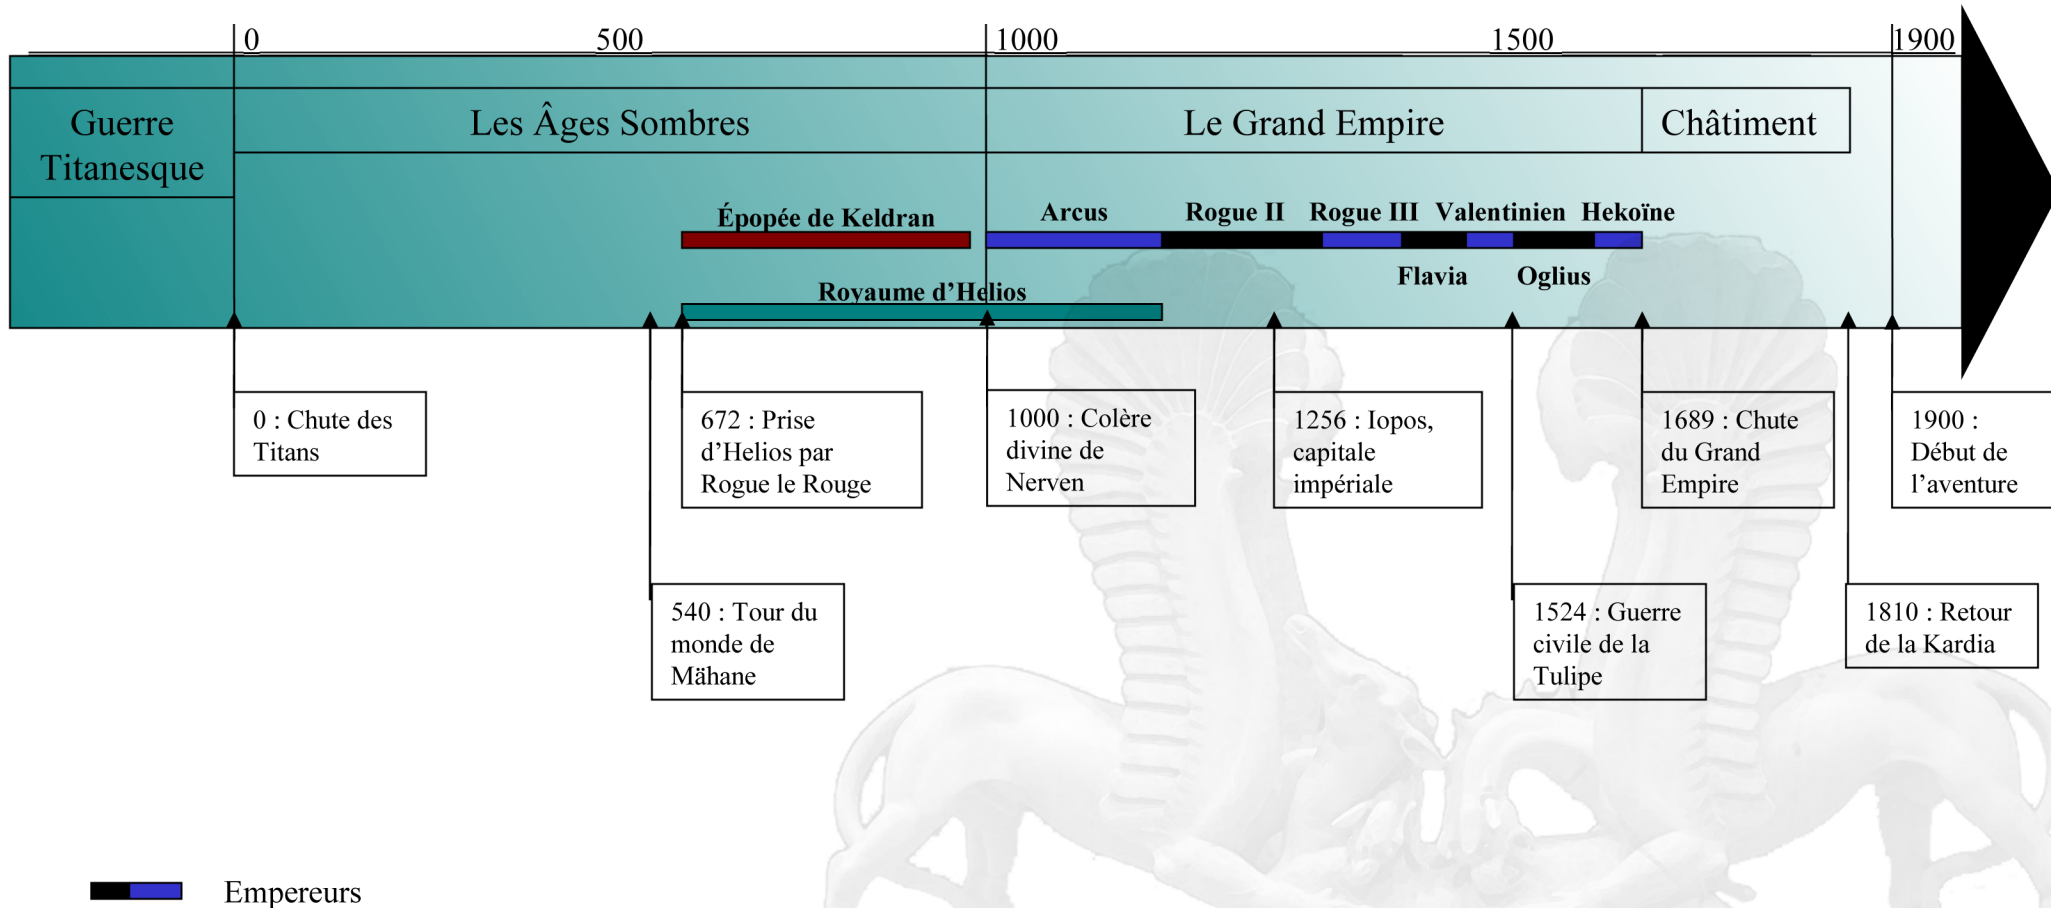 0 500 1000 1500 1900
Guerre
Titanesque
Les Âges Sombres
Le Grand Empire
Châtiment
Épopée de Keldran
Arcus Rogue II Rogue III Valentinien Hekoïne
Flavia Oglius
Royaume d’Helios
0 : Chute des
Titans
672 : Prise
d’Helios par
Rogue le Rouge
1000 : Colère
divine de
Nerven
1256 : Iopos,
capitale
impériale
1689 : Chute
du Grand
Empire
1900 :
Début de
l’aventure
540 : Tour du
monde de
Mähane
1524 : Guerre
civile de la
Tulipe
1810 : Retour
de la Kardia
Empereurs